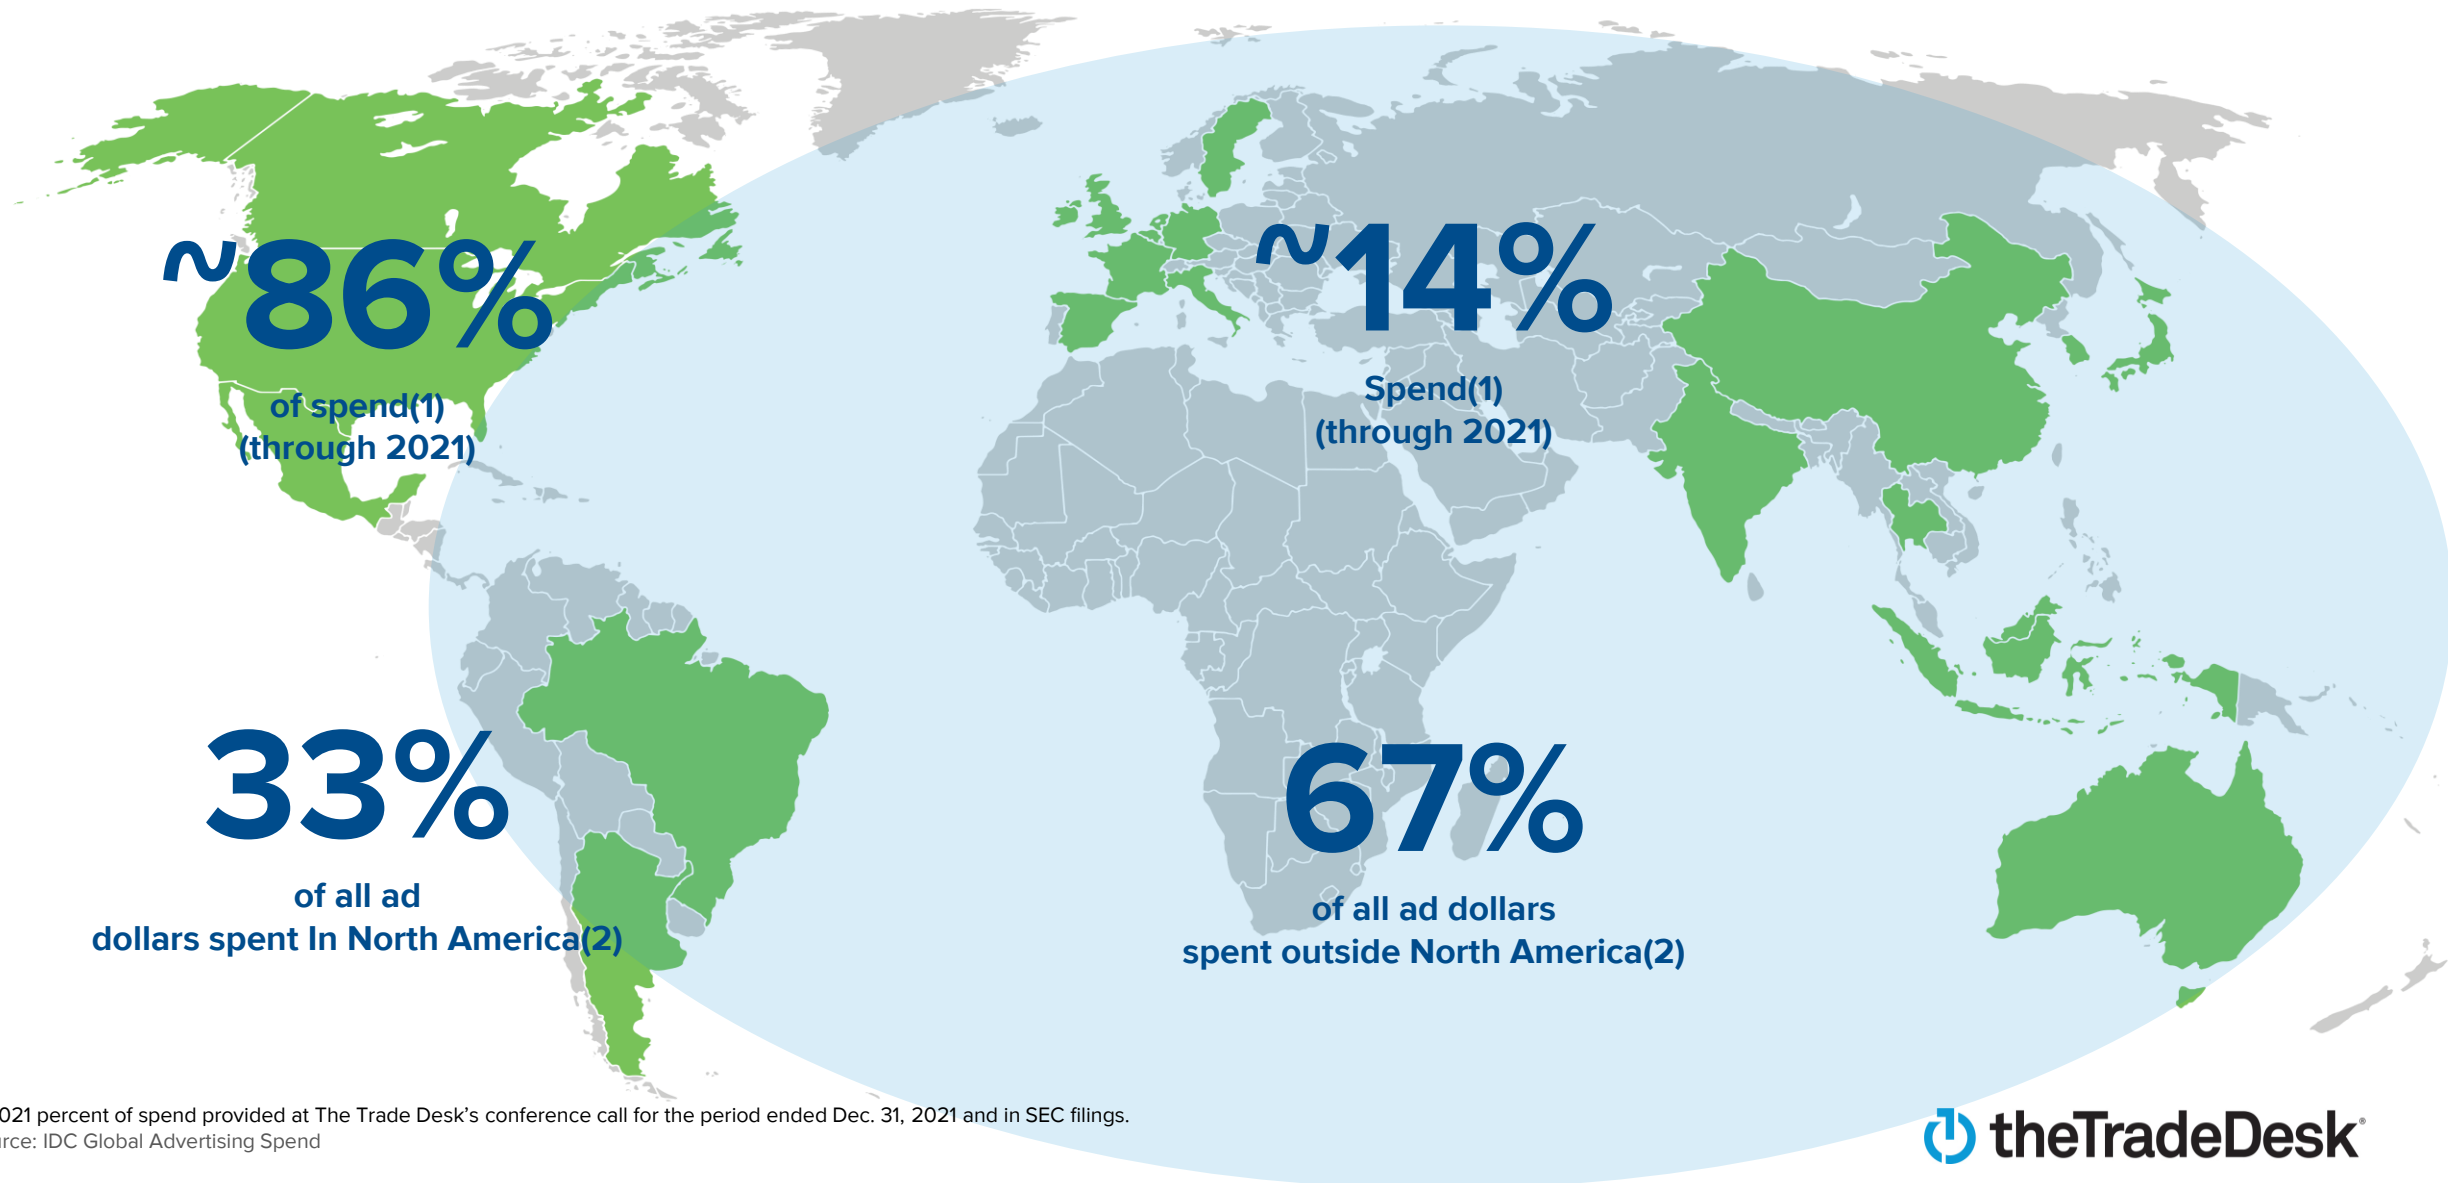 ~86%
of spend(1)
(through 2021)
~14%
Spend(1)
(through 2021)
33%
of all ad
dollars spent In North America(2)
67%
of all ad dollars
spent outside North America(2)
021 percent of spend provided at The Trade Desk's conference call for the period ended Dec. 31, 2021 and in SEC filings.
rce: IDC Global Advertising Spend
theTradeDesk®